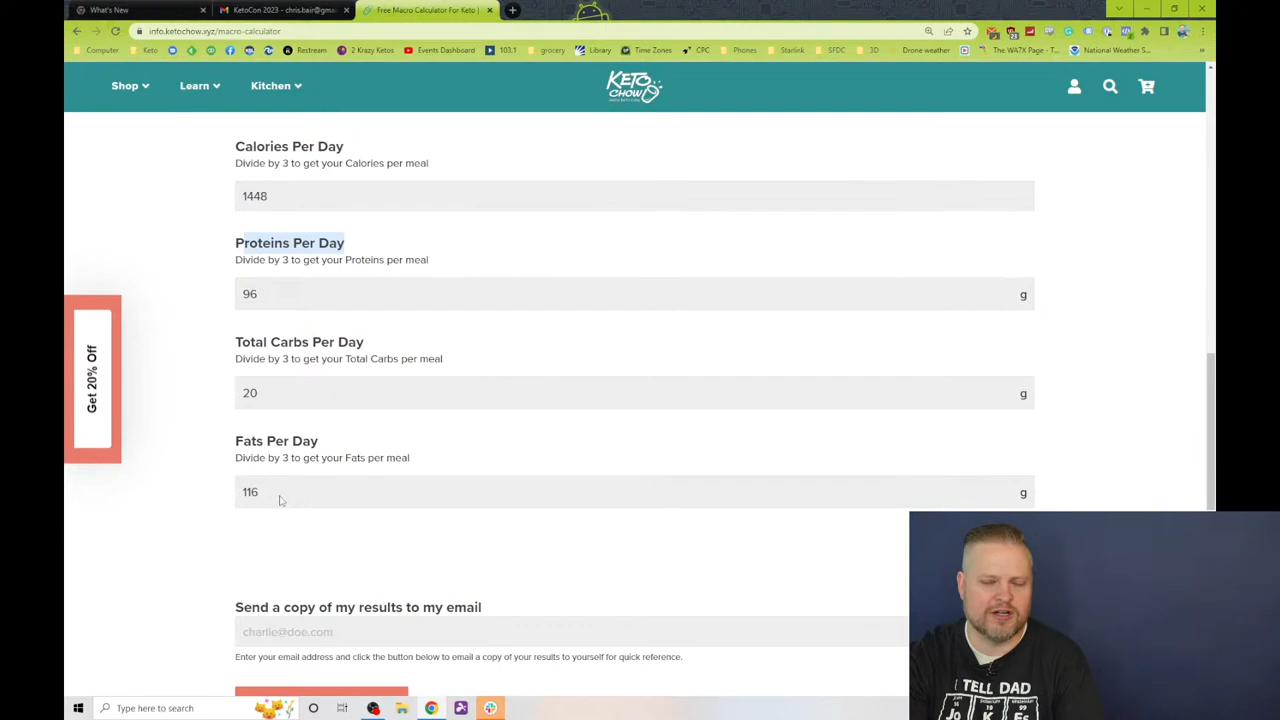 What's New
KetoCon 2023 - chris.bair@gma
Free Macro Calculator For Keto |
info.ketochow.xyz/macro-calculator
Computer
Keto
Restream
2 Krazy Ketos
Events Dashboard
103.1
grocery
Library
Time Zones
CPC
Phones
Starlink
SFDC
3D
Drone weather
The WA7X Page - T...
National Weather S...
Shop
Learn
Kitchen
KETO
CHOW
Calories Per Day
Divide by 3 to get your Calories per meal
1448
Proteins Per Day
Divide by 3 to get your Proteins per meal
96 g
Total Carbs Per Day
Divide by 3 to get your Total Carbs per meal
20 g
Fats Per Day
Divide by 3 to get your Fats per meal
116 g
Get 20% Off
Send a copy of my results to my email
charlie@doe.com
Enter your email address and click the button below to email a copy of your results to yourself for quick reference.
I TELL DAD
Jo K Es
Type here to search